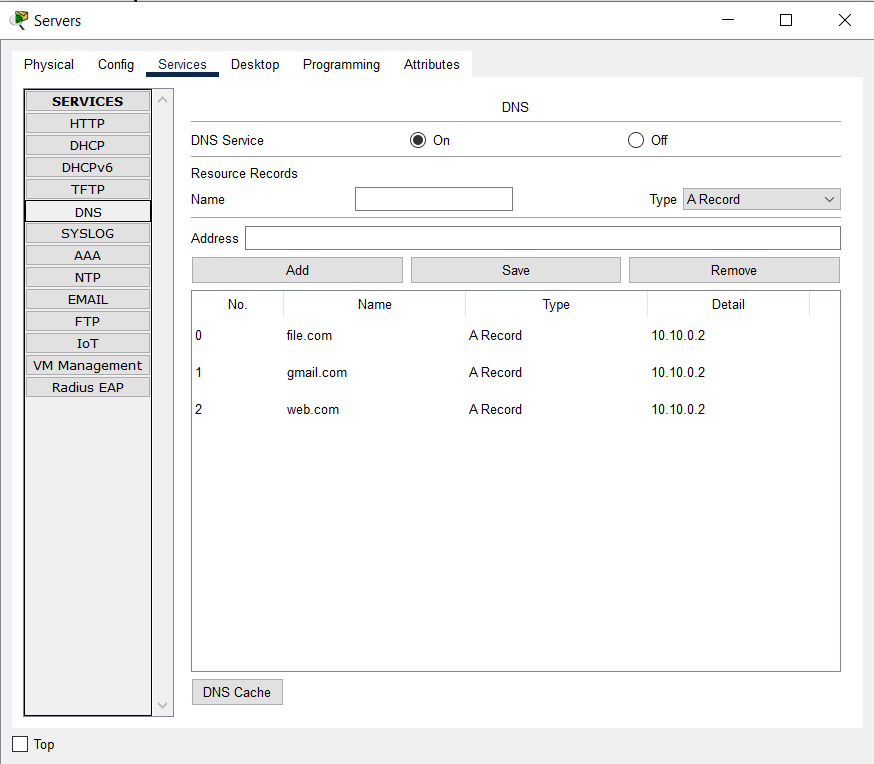 Servers
Physical Config Services Desktop Programming Attributes
SERVICES
HTTP
DHCP
DHCPv6
TFTP
DNS
SYSLOG
AAA
NTP
EMAIL
FTP
IoT
VM Management
Radius EAP
DNS
DNS Service On Off
Resource Records
Name Type A Record
Address
Add Save Remove
No. Name Type Detail
0 file.com A Record 10.10.0.2
1 gmail.com A Record 10.10.0.2
2 web.com A Record 10.10.0.2
DNS Cache
Top